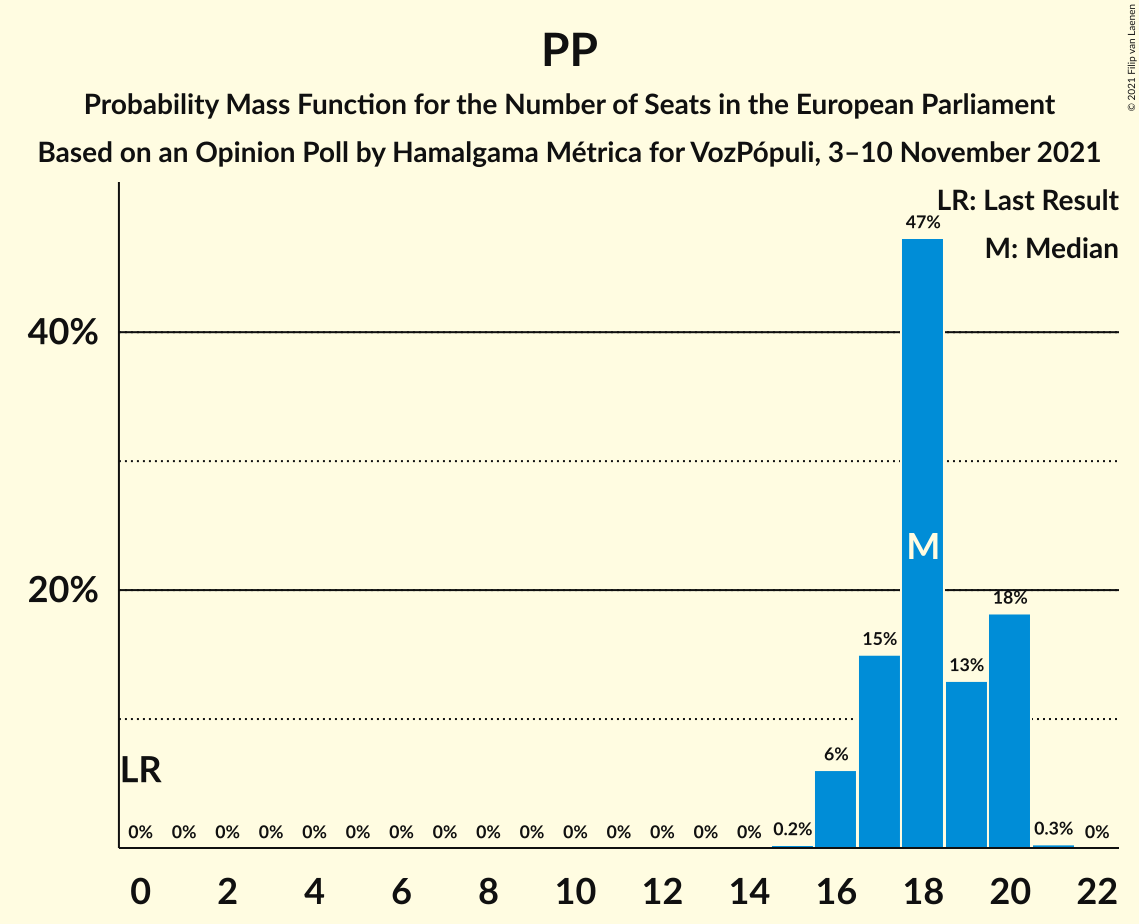 PP
Probability Mass Function for the Number of Seats in the European Parliament
Based on an Opinion Poll by Hamalgama Métrica for VozPópuli, 3–10 November 2021
© 2021 Filip van Laenen
LR: Last Result
M: Median
40%
20%
47%
M
18%
15%
13%
6%
LR
0% 0% 0% 0% 0% 0% 0% 0% 0% 0% 0% 0% 0% 0% 0% 0.2% 0.3% 0%
0 2 4 6 8 10 12 14 16 18 20 22